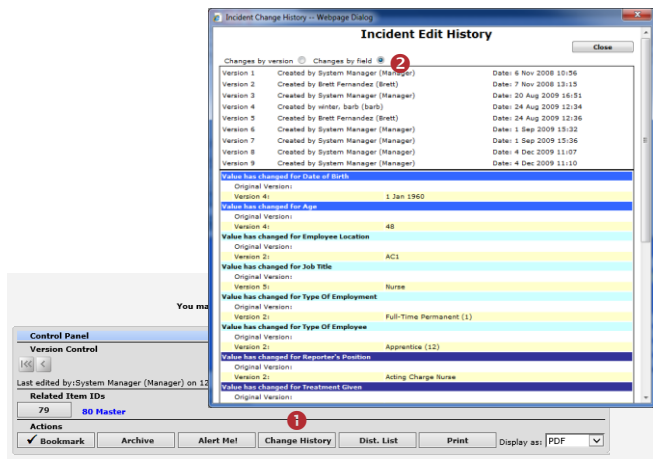 Incident Change History -- Webpage Dialog
Incident Edit History
Close
Changes by version Changes by field
2
Version 1 Created by System Manager (Manager) Date: 6 Nov 2008 10:56
Version 2 Created by Brett Fernandez (Brett) Date: 7 Nov 2008 13:15
Version 3 Created by System Manager (Manager) Date: 20 Aug 2009 16:51
Version 4 Created by winter, barb (barb) Date: 24 Aug 2009 12:34
Version 5 Created by Brett Fernandez (Brett) Date: 24 Aug 2009 12:36
Version 6 Created by System Manager (Manager) Date: 1 Sep 2009 15:32
Version 7 Created by System Manager (Manager) Date: 1 Sep 2009 15:36
Version 8 Created by System Manager (Manager) Date: 4 Dec 2009 11:07
Version 9 Created by System Manager (Manager) Date: 4 Dec 2009 11:10
Value has changed for Date of Birth
Original Version:
Version 4: 1 Jan 1960
Value has changed for Age
Original Version:
Version 4: 48
Value has changed for Employee Location
Original Version:
Version 2: AC1
Value has changed for Job Title
Original Version:
Version 5: Nurse
Value has changed for Type Of Employment
Original Version:
Version 2: Full-Time Permanent (1)
Value has changed for Type Of Employee
Original Version:
Version 2: Apprentice (12)
Value has changed for Reporter's Position
Original Version:
Version 2: Acting Charge Nurse
Value has changed for Treatment Given
Original Version:
You ma
Control Panel
Version Control
Last edited by:System Manager (Manager) on 12
Related Item IDs
79 80 Master
Actions
1
✓ Bookmark Archive Alert Me! Change History Dist. List Print Display as: PDF